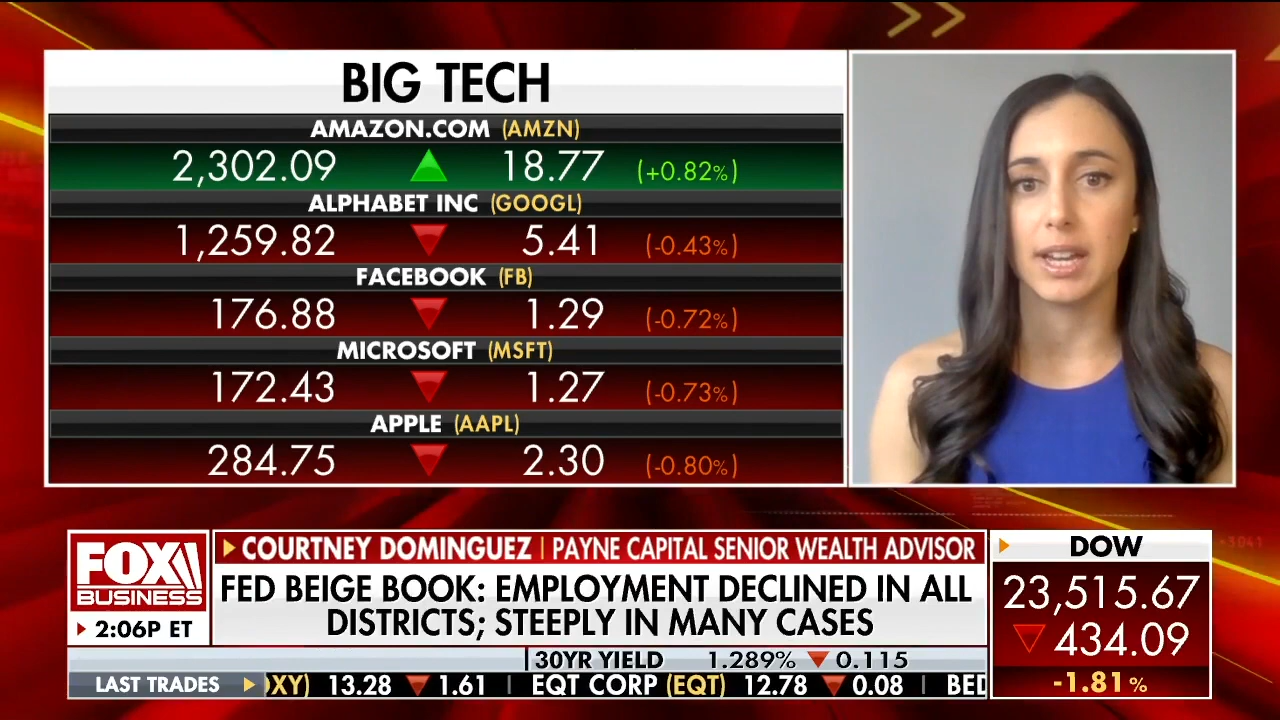 BIG TECH
AMAZON.COM (AMZN)
2,302.09 18.77 (+0.82%)
ALPHABET INC (GOOGL)
1,259.82 5.41 (-0.43%)
FACEBOOK (FB)
176.88 1.29 (-0.72%)
MICROSOFT (MSFT)
172.43 1.27 (-0.73%)
APPLE (AAPL)
284.75 2.30 (-0.80%)
FOX
BUSINESS
2:06P ET
COURTNEY DOMINGUEZ | PAYNE CAPITAL SENIOR WEALTH ADVISOR
FED BEIGE BOOK: EMPLOYMENT DECLINED IN ALL
DISTRICTS; STEEPLY IN MANY CASES
DOW
23,515.67
434.09
-1.81%
30YR YIELD 1.289% 0.115
LAST TRADES XY) 13.28 1.61 | EQT CORP (EQT) 12.78 0.08 | BED